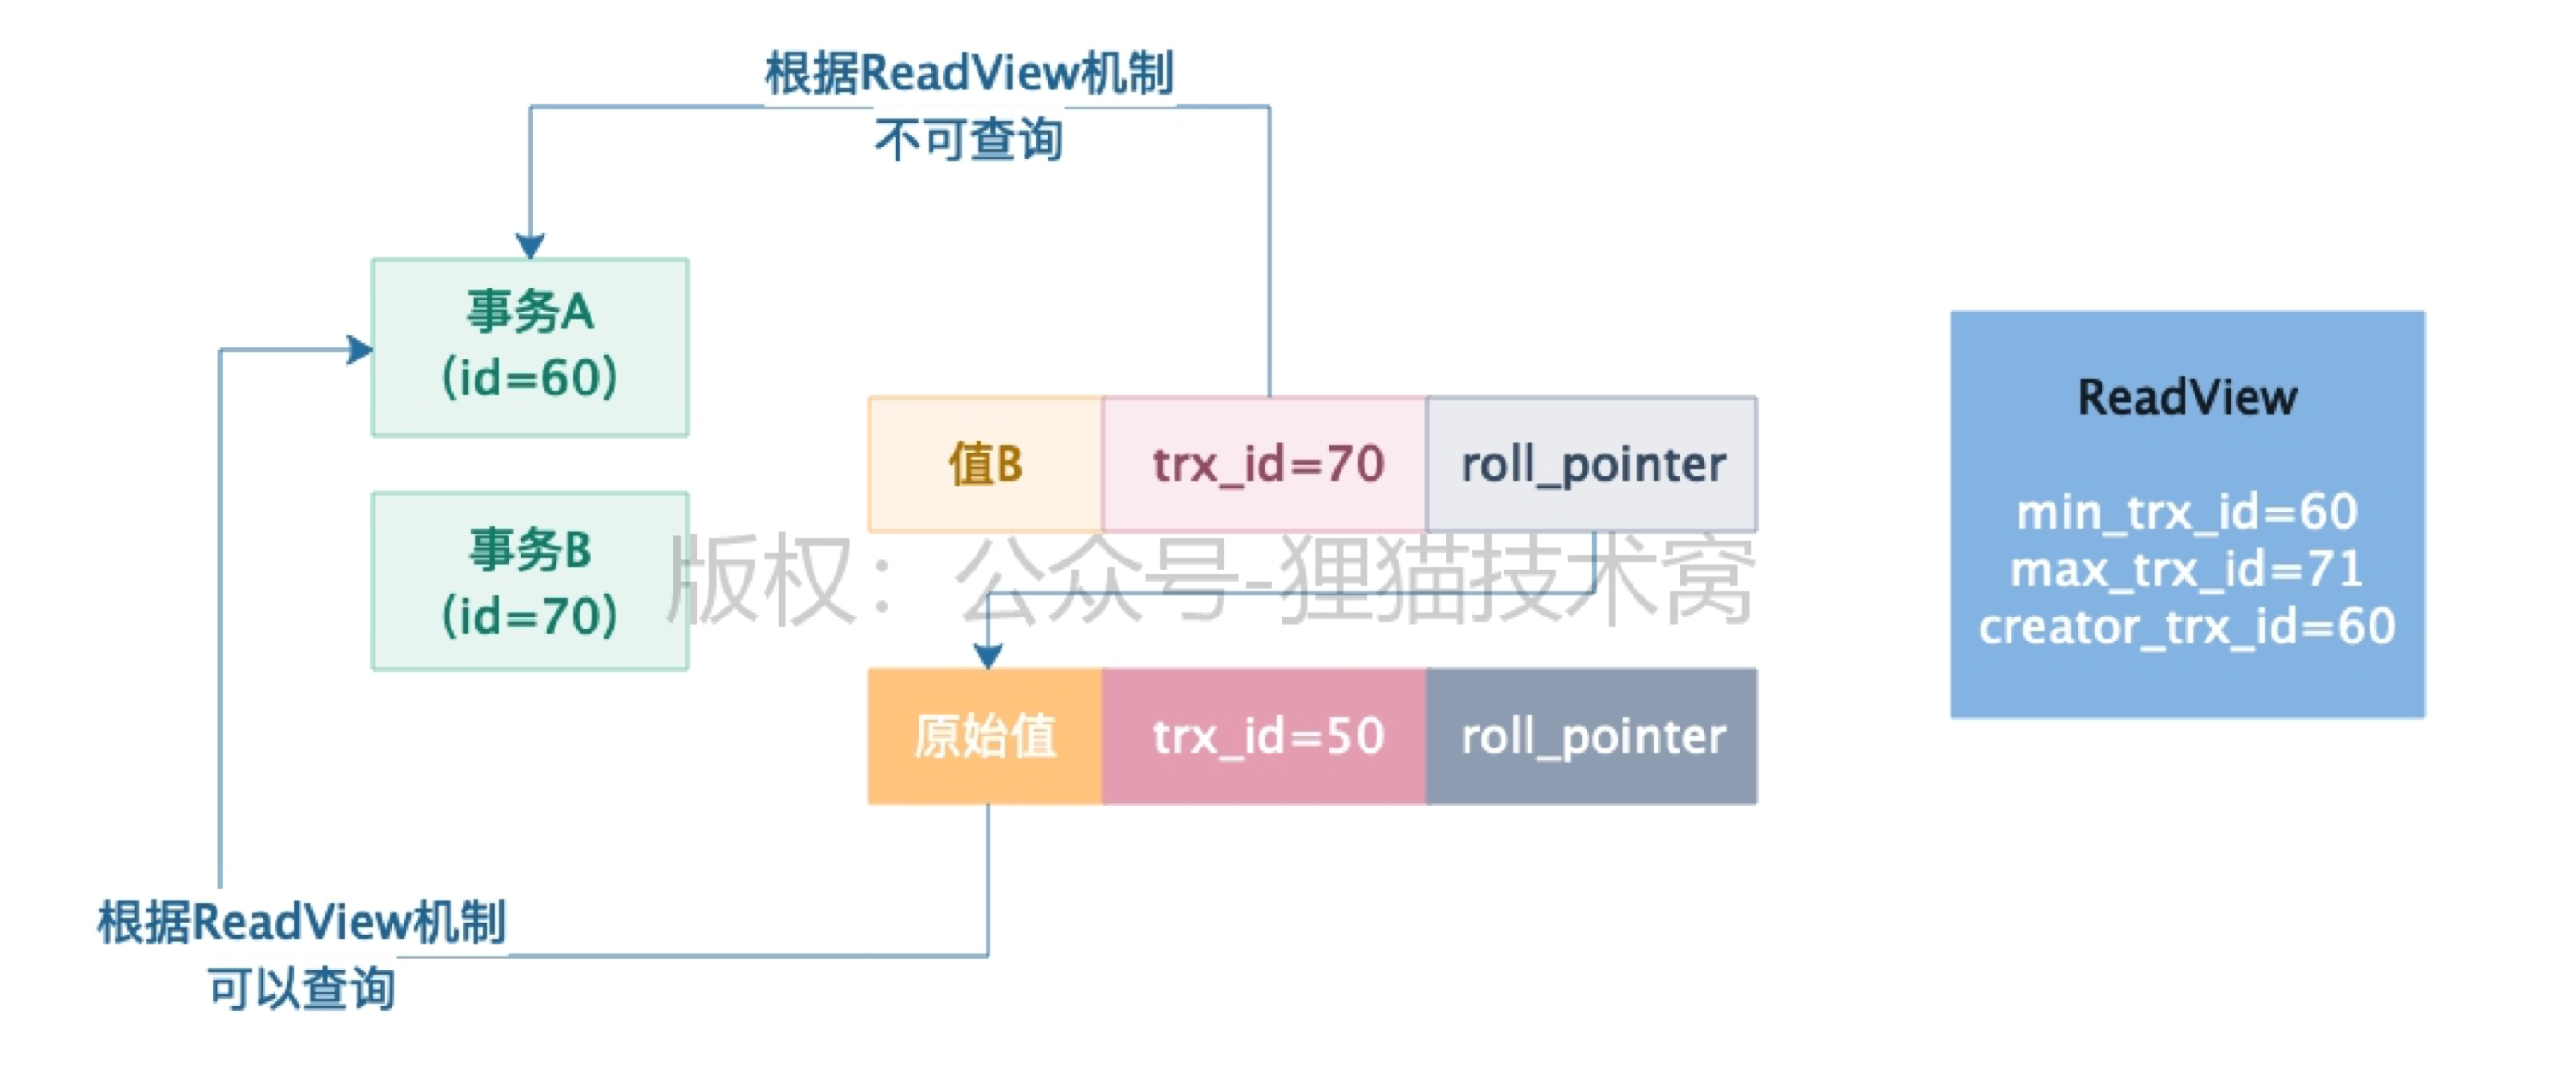 根据ReadView机制
不可查询
事务A
(id=60)
值B
trx_id=70
roll_pointer
事务B
(id=70)
版权：公众号-狸猫技术窝
原始值
trx_id=50
roll_pointer
根据ReadView机制
可以查询
ReadView
min_trx_id=60
max_trx_id=71
creator_trx_id=60